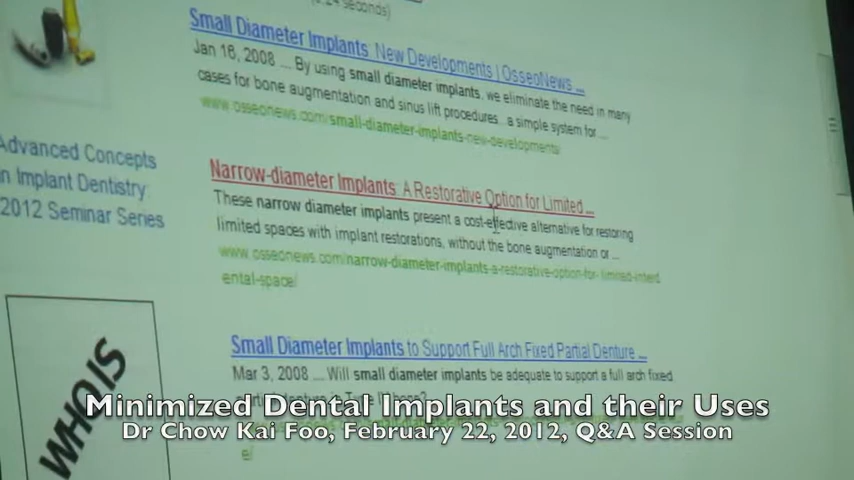 seconds)
Small Diameter Implants: New Developments | OsseoNews ...
Jan 16, 2008 ... By using small diameter implants, we eliminate the need in many
cases for bone augmentation and sinus lift procedures...a simple system for ...
www.osseonews.com/small-diameter-implants-new-developments/
Advanced Concepts
in Implant Dentistry:
2012 Seminar Series
Narrow-diameter Implants: A Restorative Option for Limited ...
These narrow diameter implants present a cost-effective alternative for restoring
limited spaces with implant restorations, without the bone augmentation or ...
www.osseonews.com/narrow-diameter-implants-a-restorative-option-for-limited-interd
ental-space/
WHO IS
Small Diameter Implants to Support Full Arch Fixed Partial Denture ...
Mar 3, 2008 ... Will small diameter implants be adequate to support a full arch fixed
Minimized Dental Implants and their Uses
Dr Chow Kai Foo, February 22, 2012, Q&A Session
e/